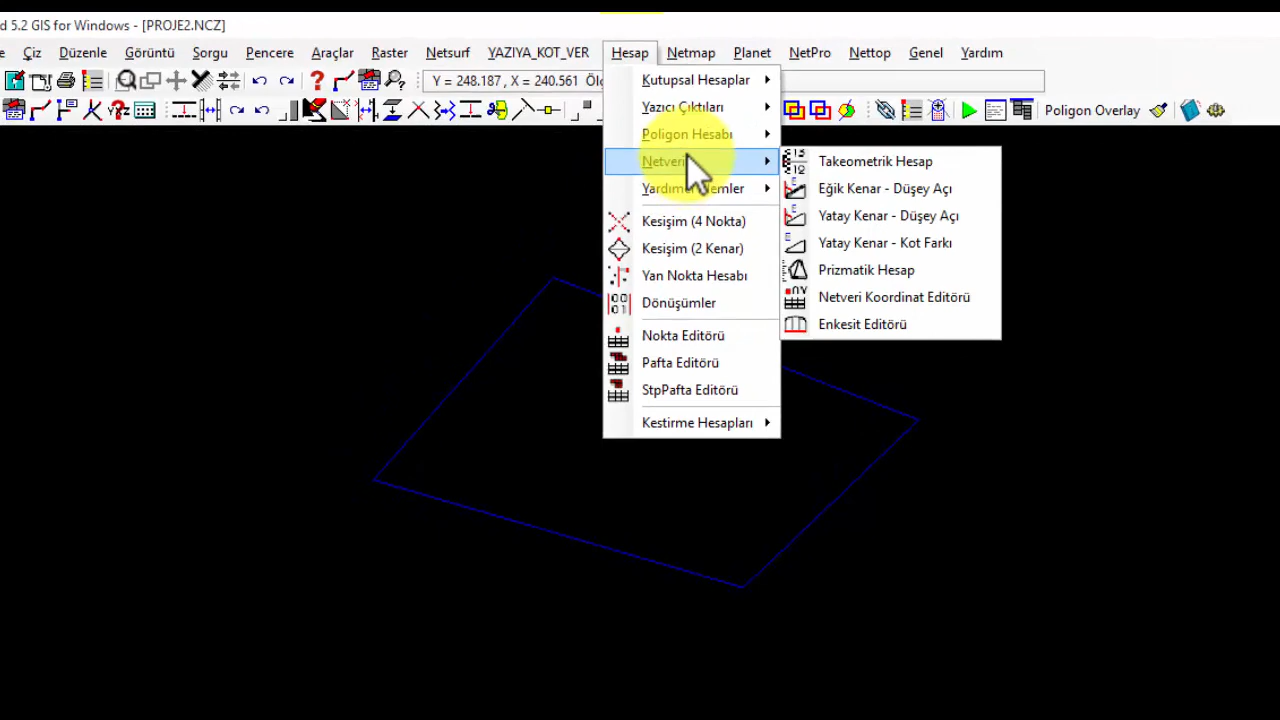 d 5.2 GIS for Windows - [PROJE2.NCZ]
Çiz Düzenle Görüntü Sorgu Pencere Araçlar Raster Netsurf YAZIYA_KOT_VER Hesap Netmap Planet NetPro Nettop Genel Yardım
Y = 248.187 , X = 240.561
Poligon Overlay
Kutupsal Hesaplar
Yazıcı Çıktıları
Poligon Hesabı
Netveri
Kesişim (4 Nokta)
Kesişim (2 Kenar)
Yan Nokta Hesabı
Dönüşümler
Nokta Editörü
Pafta Editörü
StpPafta Editörü
Kestirme Hesapları
Takeometrik Hesap
Eğik Kenar - Düşey Açı
Yatay Kenar - Düşey Açı
Yatay Kenar - Kot Farkı
Prizmatik Hesap
Netveri Koordinat Editörü
Enkesit Editörü